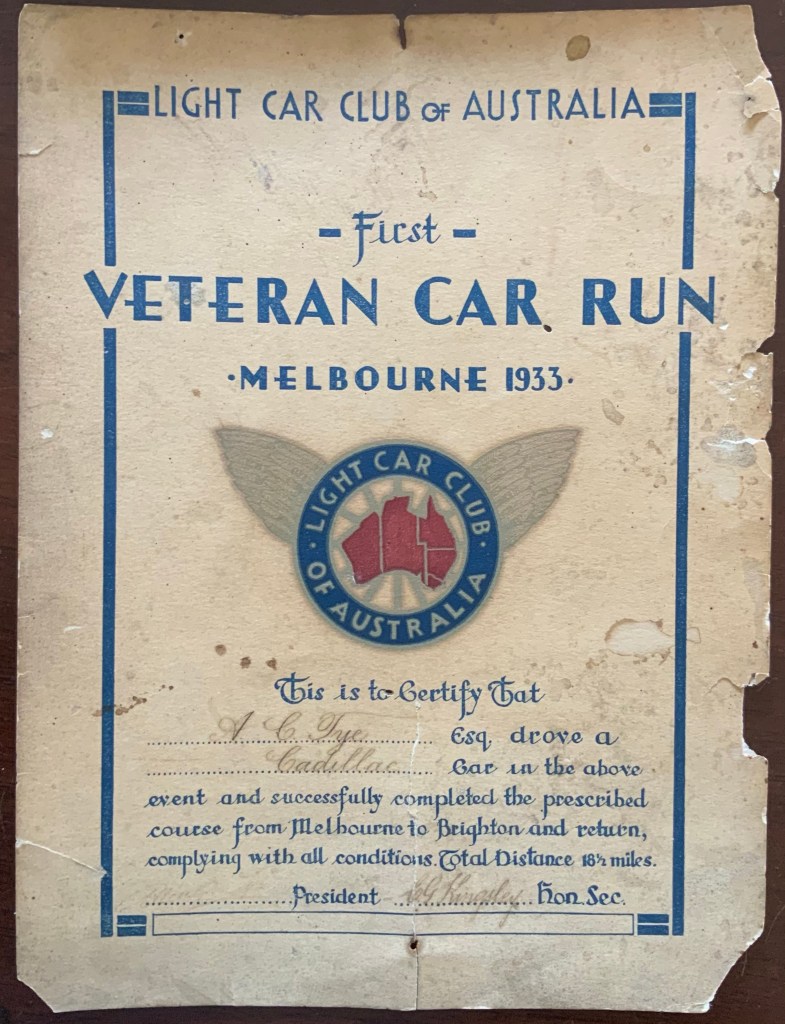 LIGHT CAR CLUB OF AUSTRALIA
- First -
VETERAN CAR RUN
·MELBOURNE 1933·
LIGHT CAR CLUB
· OF AUSTRALIA ·
This is to Certify That
A C Tye Esq. drove a
Cadillac Car in the above
event and successfully completed the prescribed
course from Melbourne to Brighton and return,
complying with all conditions. Total Distance 18½ miles.
President Kingsley Hon. Sec.